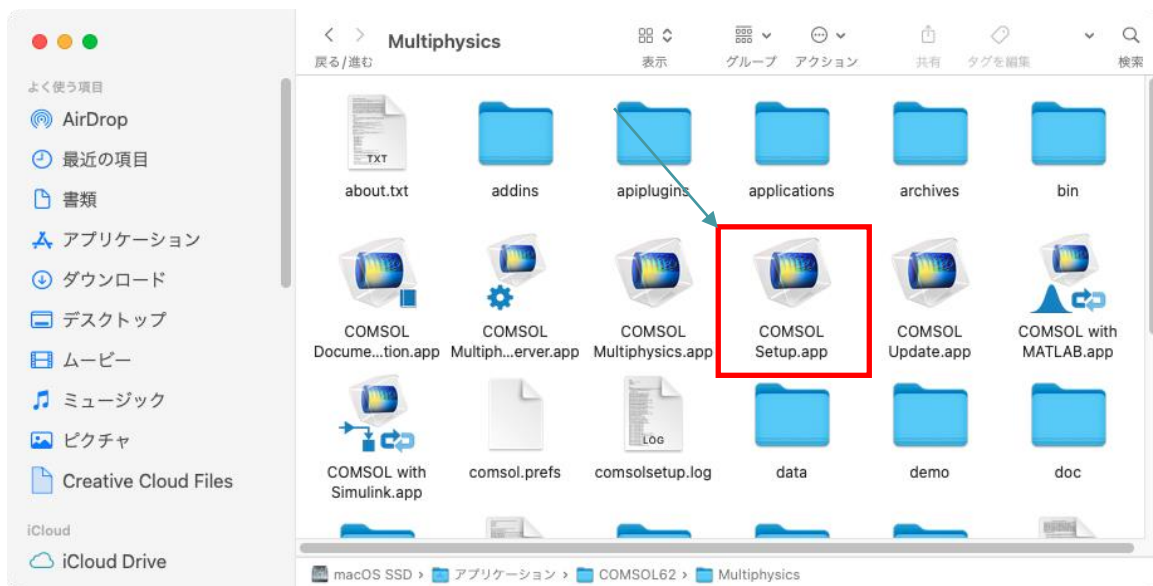 Multiphysics
戻る/進む
表示
グループ
アクション
共有
タグを編集
検索
よく使う項目
AirDrop
最近の項目
書類
アプリケーション
ダウンロード
デスクトップ
ムービー
ミュージック
ピクチャ
Creative Cloud Files
iCloud
iCloud Drive
TXT
about.txt
addins
apiplugins
applications
archives
bin
COMSOL
Docume...tion.app
COMSOL
Multiph...erver.app
COMSOL
Multiphysics.app
COMSOL
Setup.app
COMSOL
Update.app
COMSOL with
MATLAB.app
COMSOL with
Simulink.app
comsol.prefs
LOG
comsolsetup.log
data
demo
doc
macOS SSD › アプリケーション › COMSOL62 › Multiphysics